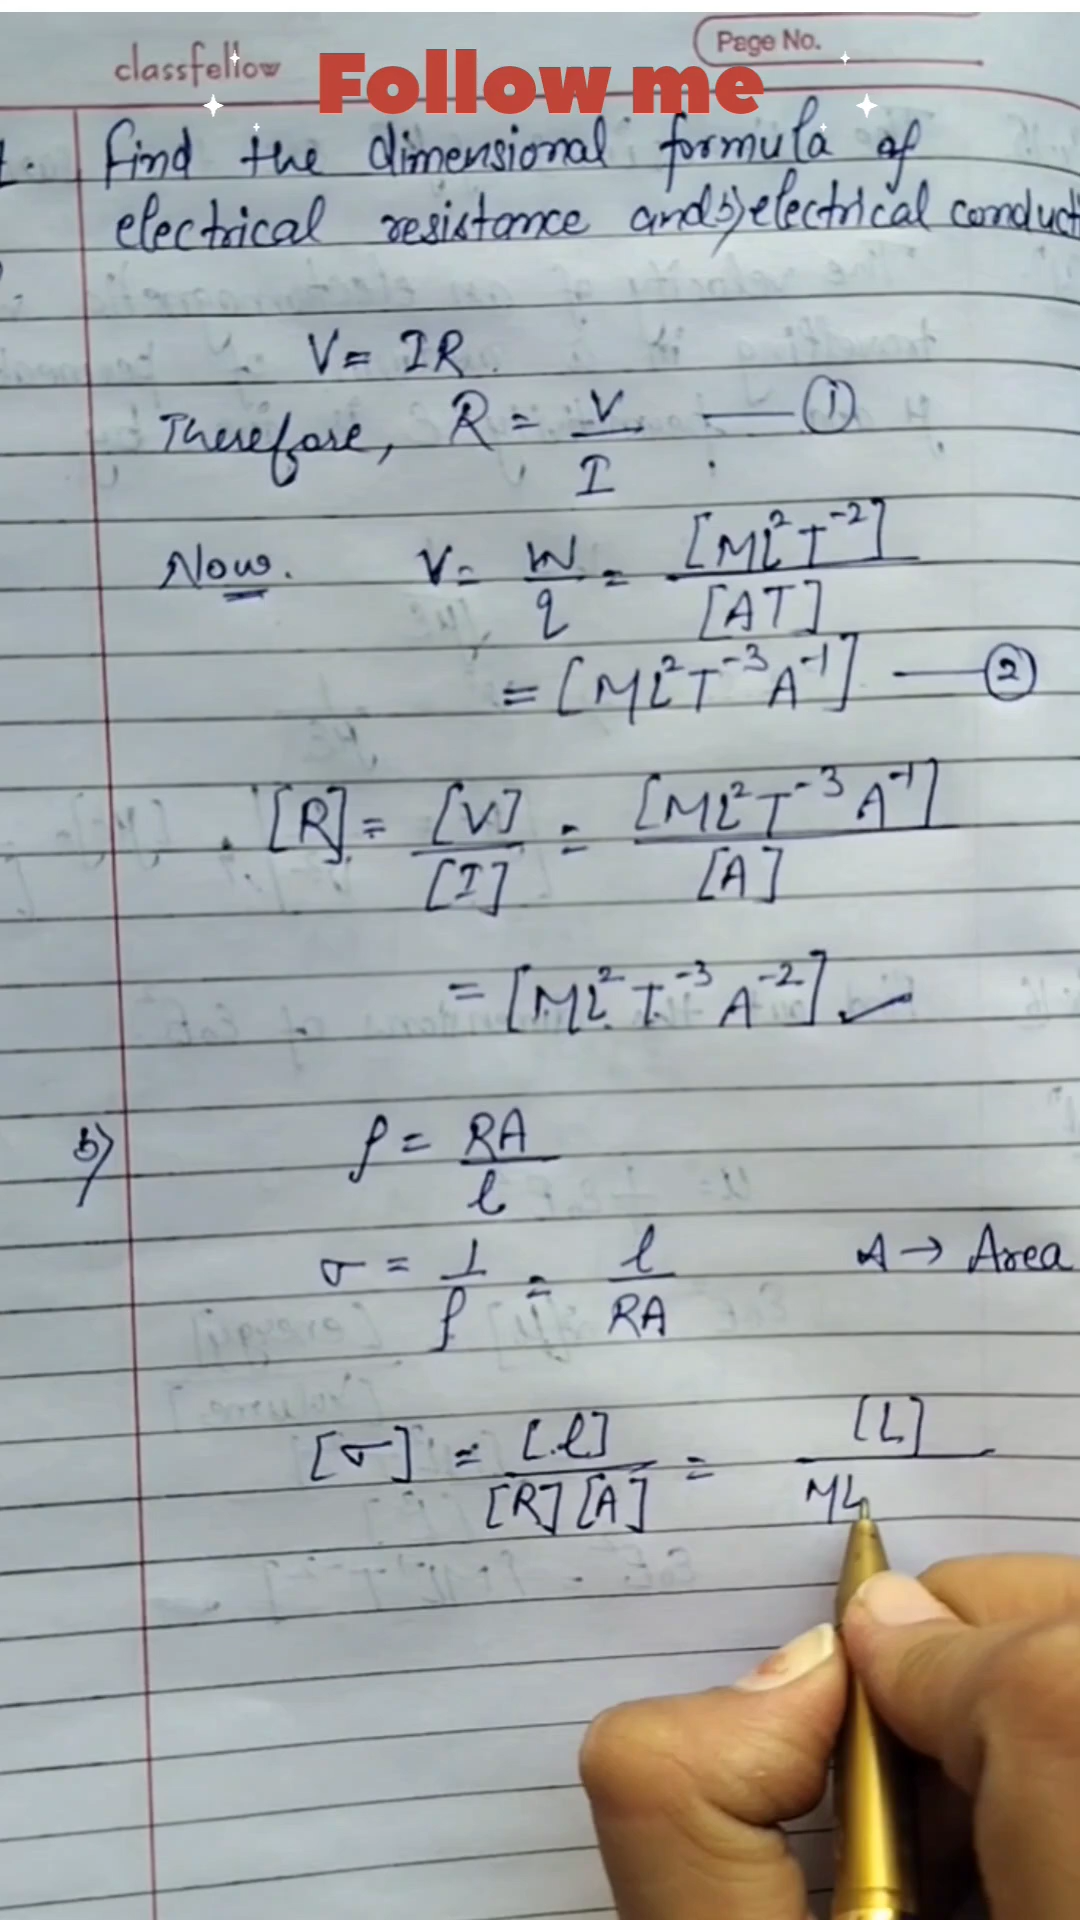 Page No.
classfellow
Follow me
Find the dimensional formula of
electrical resistance and b) electrical conduct
V = IR.
Therefore, R = V/I —— ①
Now. V = W/q = [ML²T⁻²]/[AT]
= [ML²T⁻³A⁻¹] —— ②
[R] = [V]/[I] = [ML²T⁻³A⁻¹]/[A]
= [ML²T⁻³A⁻²] ✓
b) ρ = RA/l
σ = 1/ρ = l/RA A → Area
[σ] = [l]/[R][A] = [L]/ML